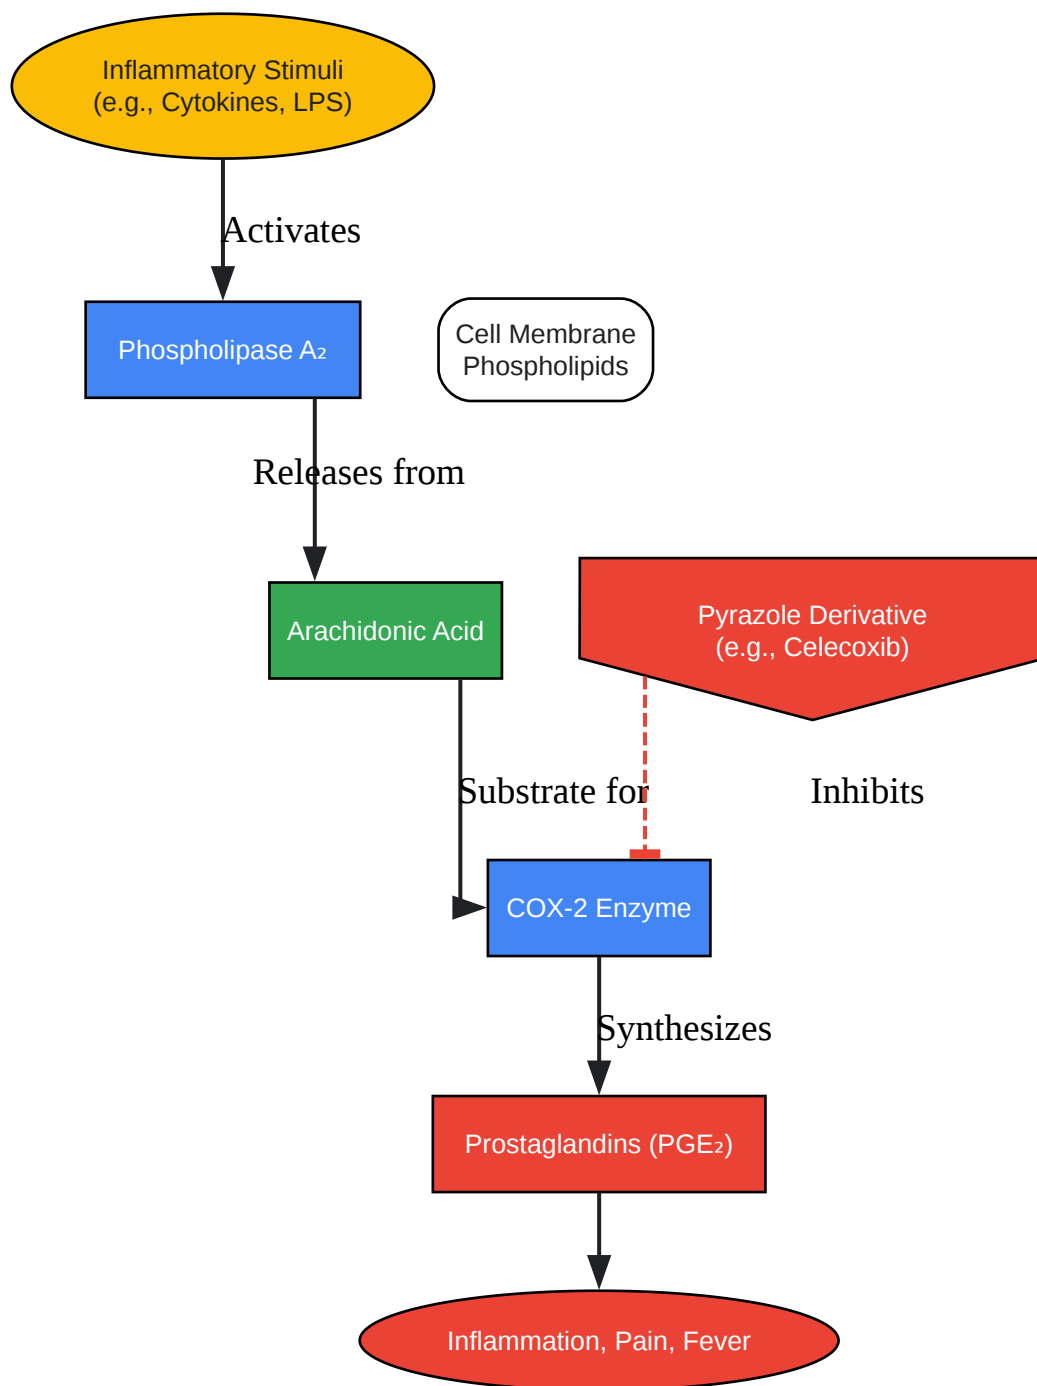 Inflammatory Stimuli
(e.g., Cytokines, LPS)
Activates
Phospholipase A₂
Cell Membrane
Phospholipids
Releases from
Arachidonic Acid
Pyrazole Derivative
(e.g., Celecoxib)
Substrate for
Inhibits
COX-2 Enzyme
Synthesizes
Prostaglandins (PGE₂)
Inflammation, Pain, Fever